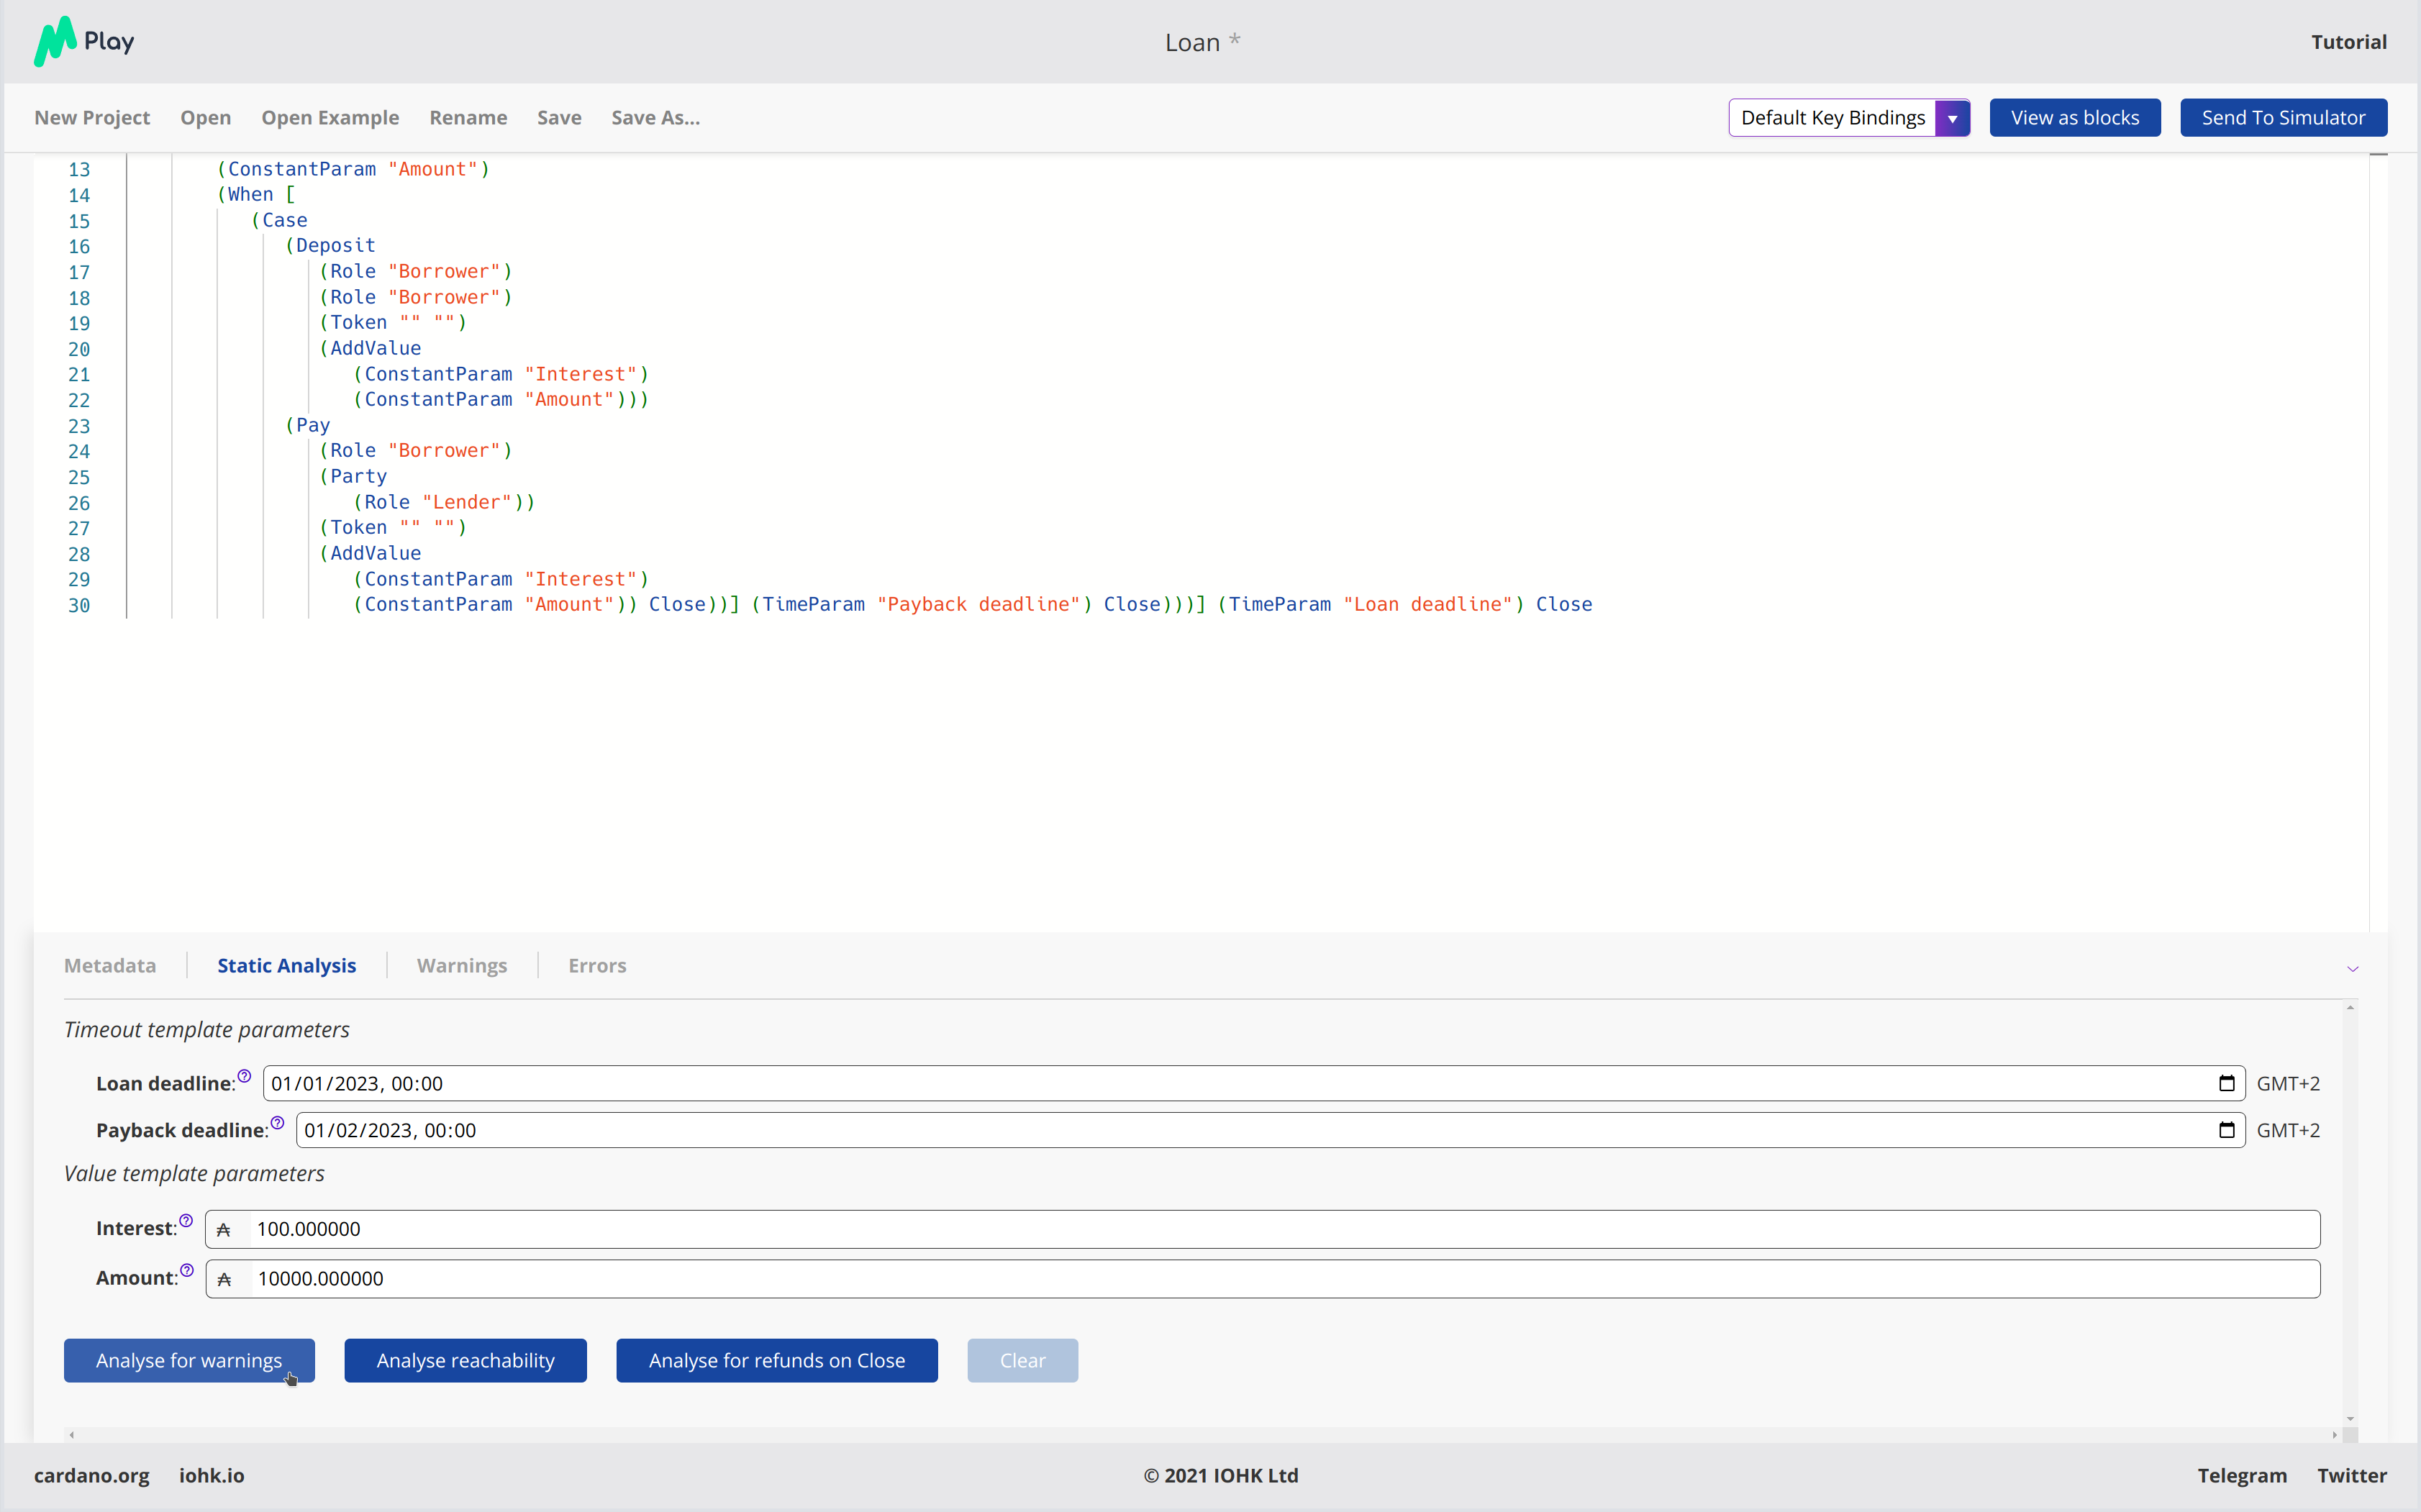 Play
Loan *
Tutorial
New Project Open Open Example Rename Save Save As... Default Key Bindings View as blocks Send To Simulator
13 (ConstantParam "Amount")
14 (When [
15 (Case
16 (Deposit
17 (Role "Borrower")
18 (Role "Borrower")
19 (Token "" "")
20 (AddValue
21 (ConstantParam "Interest")
22 (ConstantParam "Amount")))
23 (Pay
24 (Role "Borrower")
25 (Party
26 (Role "Lender"))
27 (Token "" "")
28 (AddValue
29 (ConstantParam "Interest")
30 (ConstantParam "Amount")) Close))] (TimeParam "Payback deadline") Close)))] (TimeParam "Loan deadline") Close
Metadata Static Analysis Warnings Errors
Timeout template parameters
Loan deadline: 01/01/2023, 00:00 GMT+2
Payback deadline: 01/02/2023, 00:00 GMT+2
Value template parameters
Interest: ₳ 100.000000
Amount: ₳ 10000.000000
Analyse for warnings Analyse reachability Analyse for refunds on Close Clear
cardano.org iohk.io © 2021 IOHK Ltd Telegram Twitter